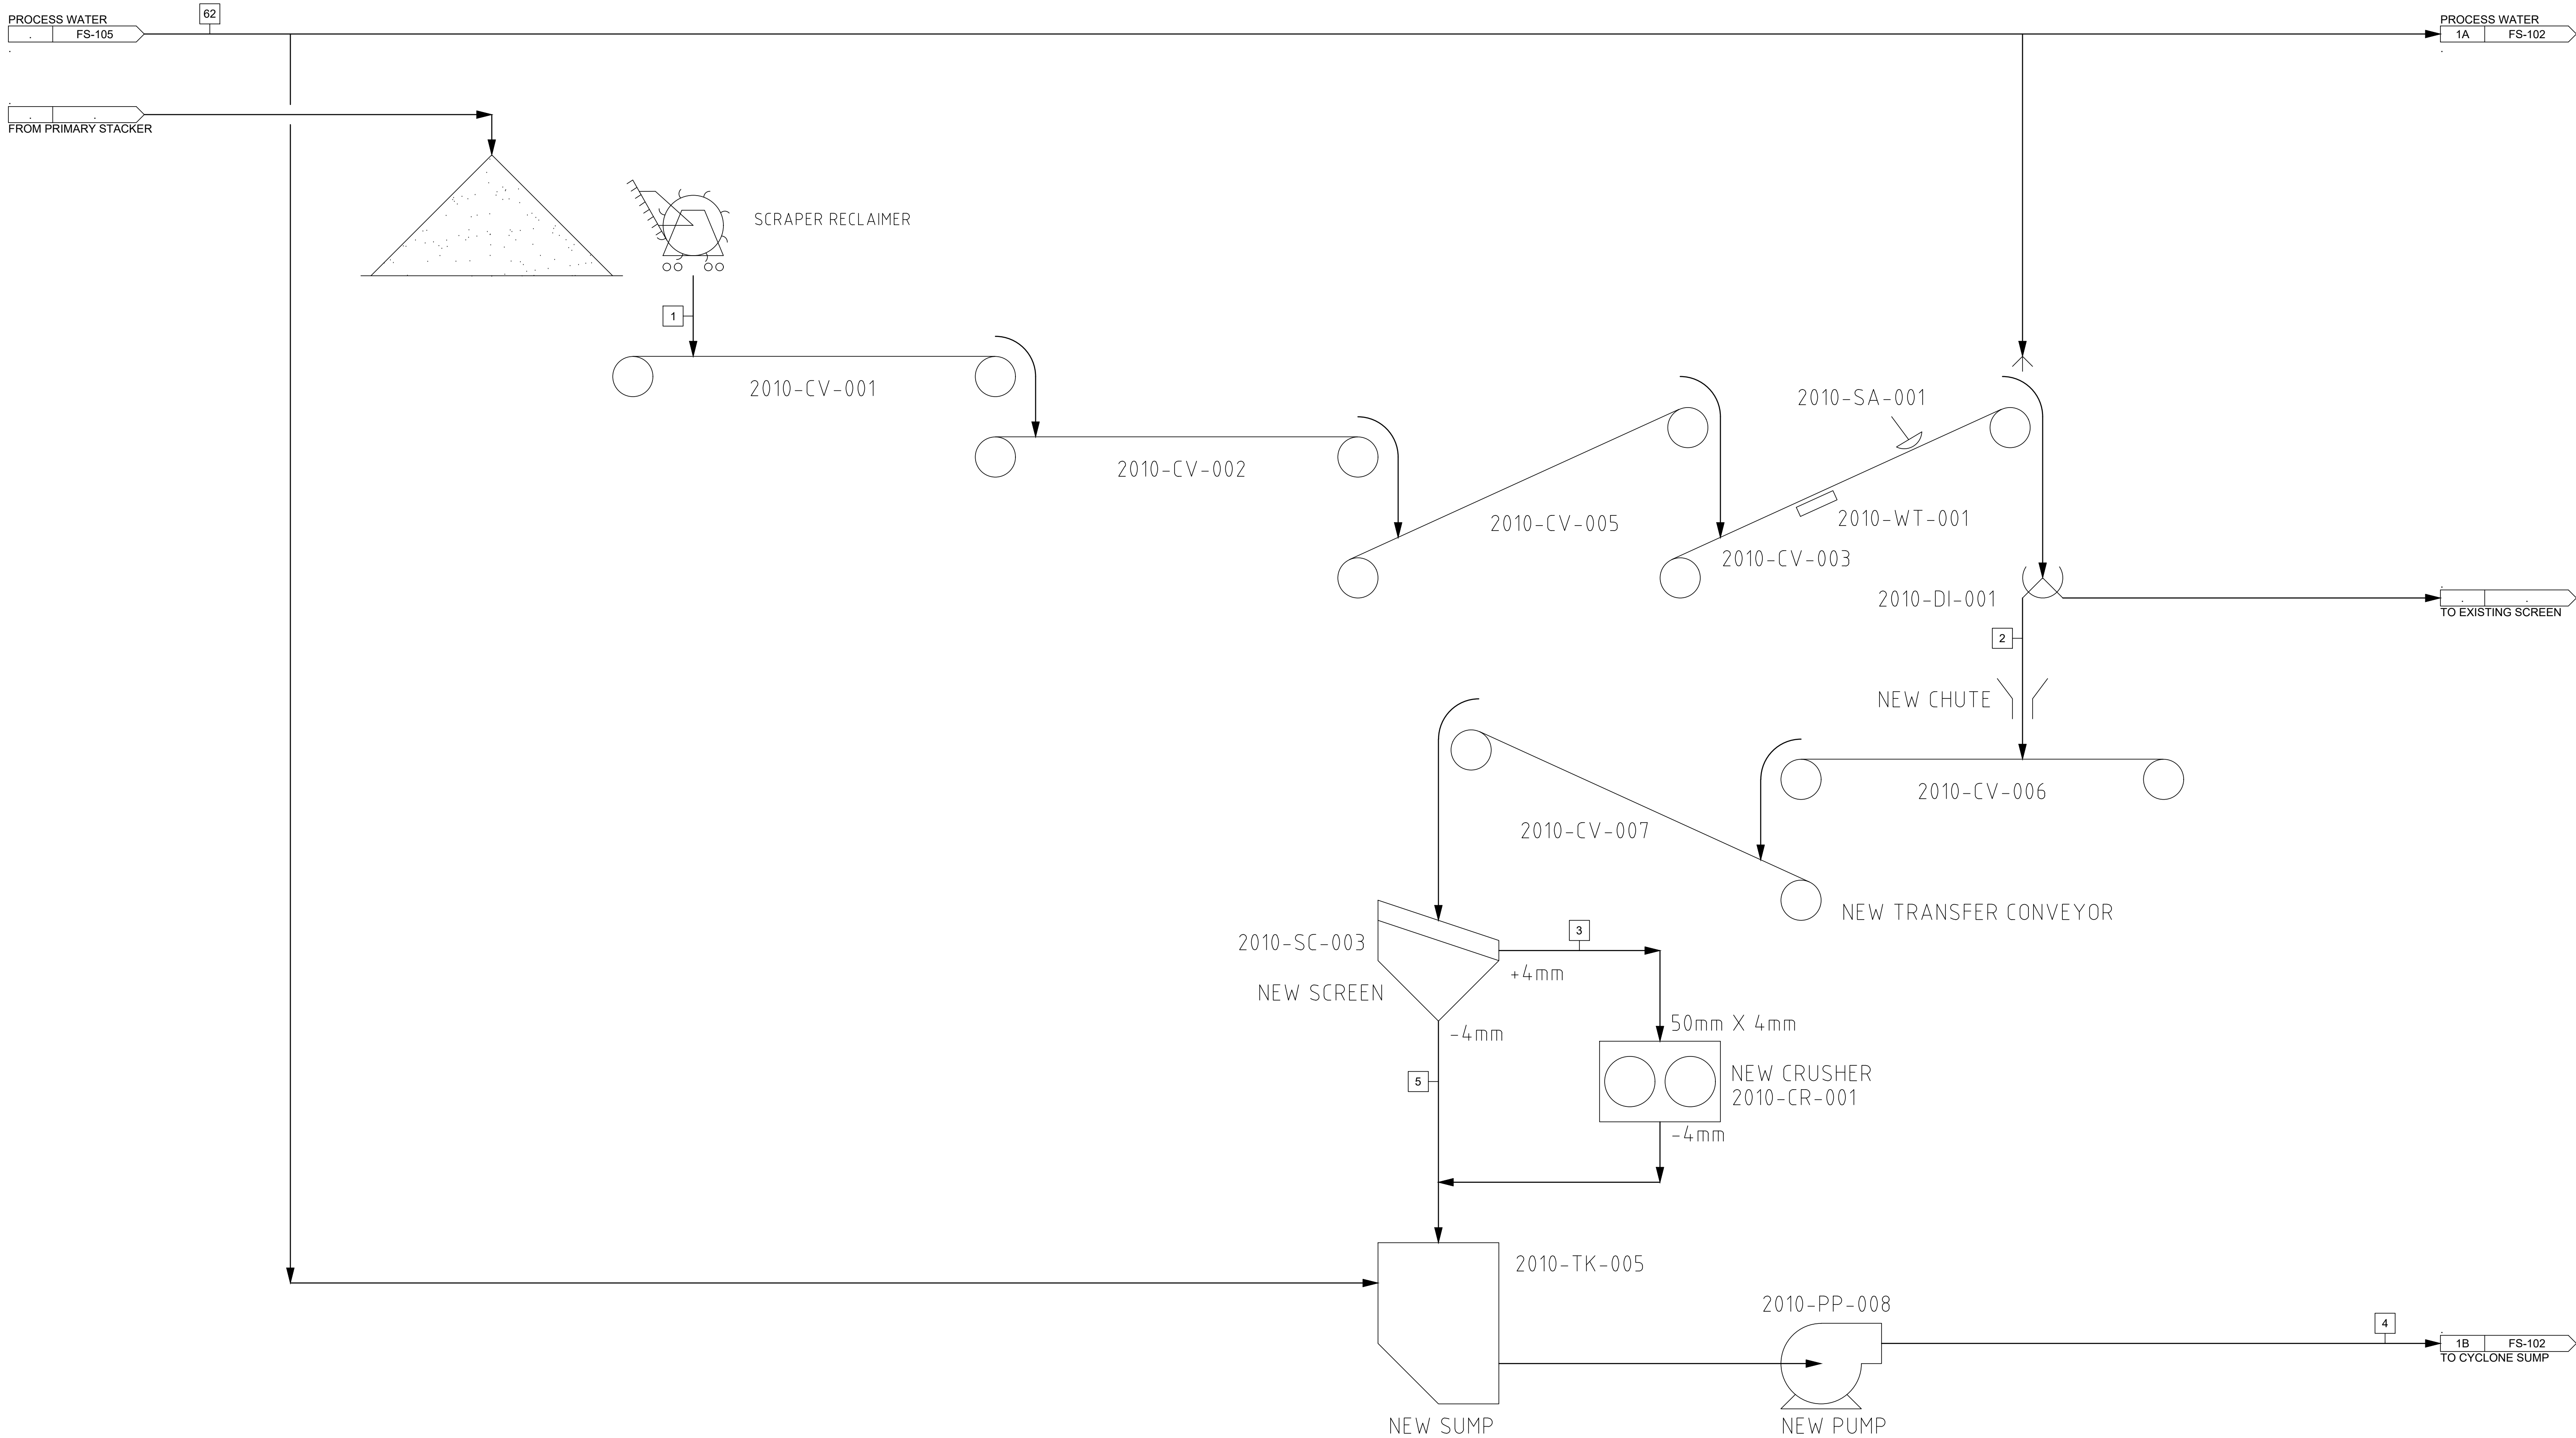 62
PROCESS WATER
. FS-105
.
PROCESS WATER
1A FS-102
.
.
. .
FROM PRIMARY STACKER
SCRAPER RECLAIMER
1
2010-CV-001
2010-CV-002
2010-CV-005
2010-SA-001
2010-WT-001
2010-CV-003
2010-DI-001
.
. .
TO EXISTING SCREEN
2
NEW CHUTE
2010-CV-006
2010-CV-007
NEW TRANSFER CONVEYOR
2010-SC-003
NEW SCREEN
3
+4mm
-4mm
50mm X 4mm
NEW CRUSHER
2010-CR-001
-4mm
5
2010-TK-005
NEW SUMP
2010-PP-008
NEW PUMP
4
.
1B FS-102
TO CYCLONE SUMP